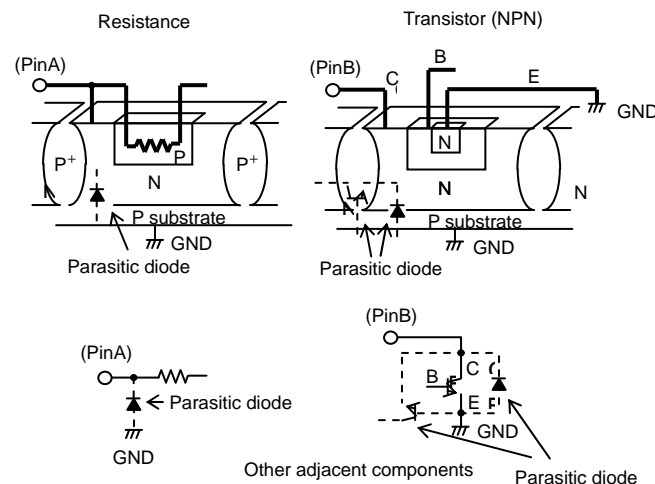 Resistance
Transistor (NPN)
(PinA)
(PinB)
C
B
E
GND
P+
P
P+
N
N
N
N
P substrate
P substrate
GND
GND
Parasitic diode
Parasitic diode
(PinB)
(PinA)
B
C
E
Parasitic diode
GND
GND
Other adjacent components
Parasitic diode